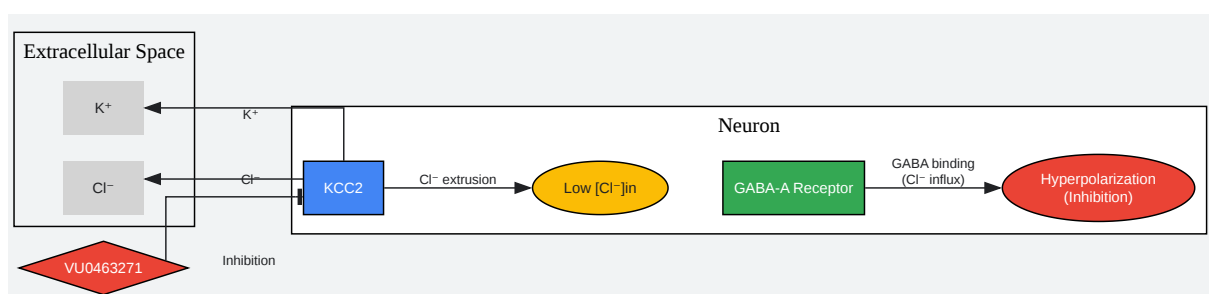 Extracellular Space
K⁺
K⁺
Neuron
Cl⁻
Cl⁻
KCC2
Cl⁻ extrusion
Low [Cl⁻]in
GABA-A Receptor
GABA binding
(Cl⁻ influx)
Hyperpolarization
(Inhibition)
VU0463271
Inhibition